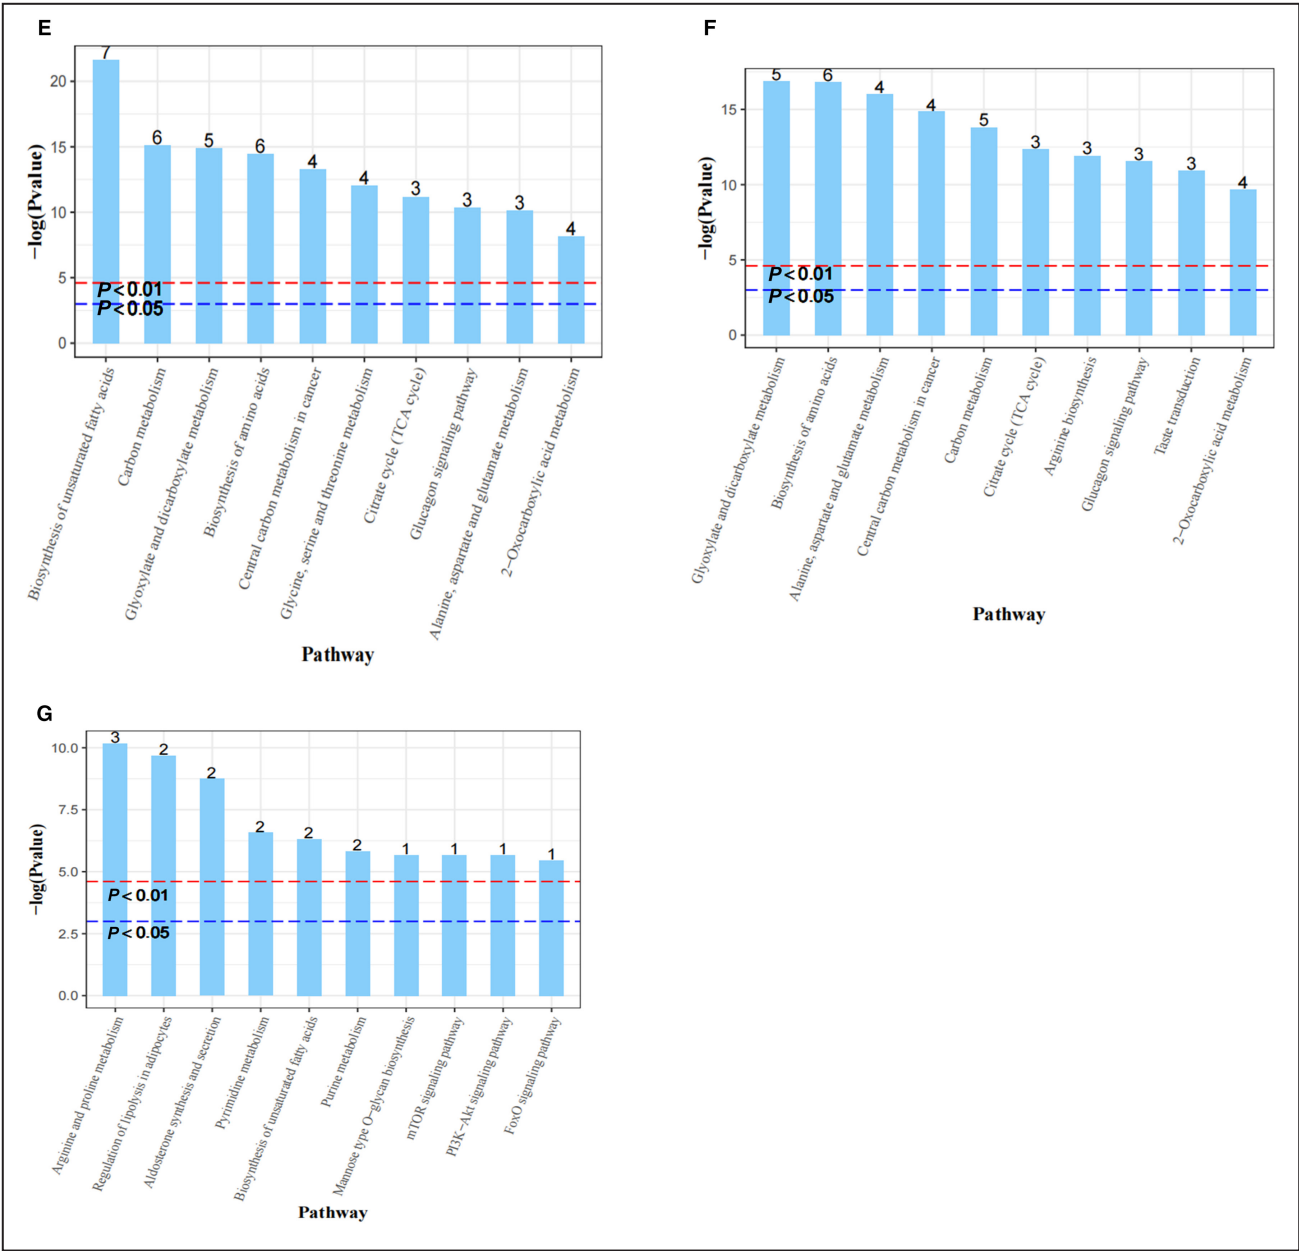 E
−log(Pvalue)
20
15
10
5
0
7
6
5
6
4
4
3
3
3
4
P < 0.01
P < 0.05
Biosynthesis of unsaturated fatty acids
Carbon metabolism
Glyoxylate and dicarboxylate metabolism
Biosynthesis of amino acids
Central carbon metabolism in cancer
Glycine, serine and threonine metabolism
Citrate cycle (TCA cycle)
Glucagon signaling pathway
Alanine, aspartate and glutamate metabolism
2−Oxocarboxylic acid metabolism
Pathway
F
−log(Pvalue)
15
10
5
0
5
6
4
4
5
3
3
3
3
4
P < 0.01
P < 0.05
Glyoxylate and dicarboxylate metabolism
Biosynthesis of amino acids
Alanine, aspartate and glutamate metabolism
Central carbon metabolism in cancer
Carbon metabolism
Citrate cycle (TCA cycle)
Arginine biosynthesis
Glucagon signaling pathway
Taste transduction
2−Oxocarboxylic acid metabolism
Pathway
G
−log(Pvalue)
10.0
7.5
5.0
2.5
0.0
3
2
2
2
2
2
1
1
1
1
P < 0.01
P < 0.05
Arginine and proline metabolism
Regulation of lipolysis in adipocytes
Aldosterone synthesis and secretion
Pyrimidine metabolism
Biosynthesis of unsaturated fatty acids
Purine metabolism
Mannose type O−glycan biosynthesis
mTOR signaling pathway
PI3K−Akt signaling pathway
FoxO signaling pathway
Pathway